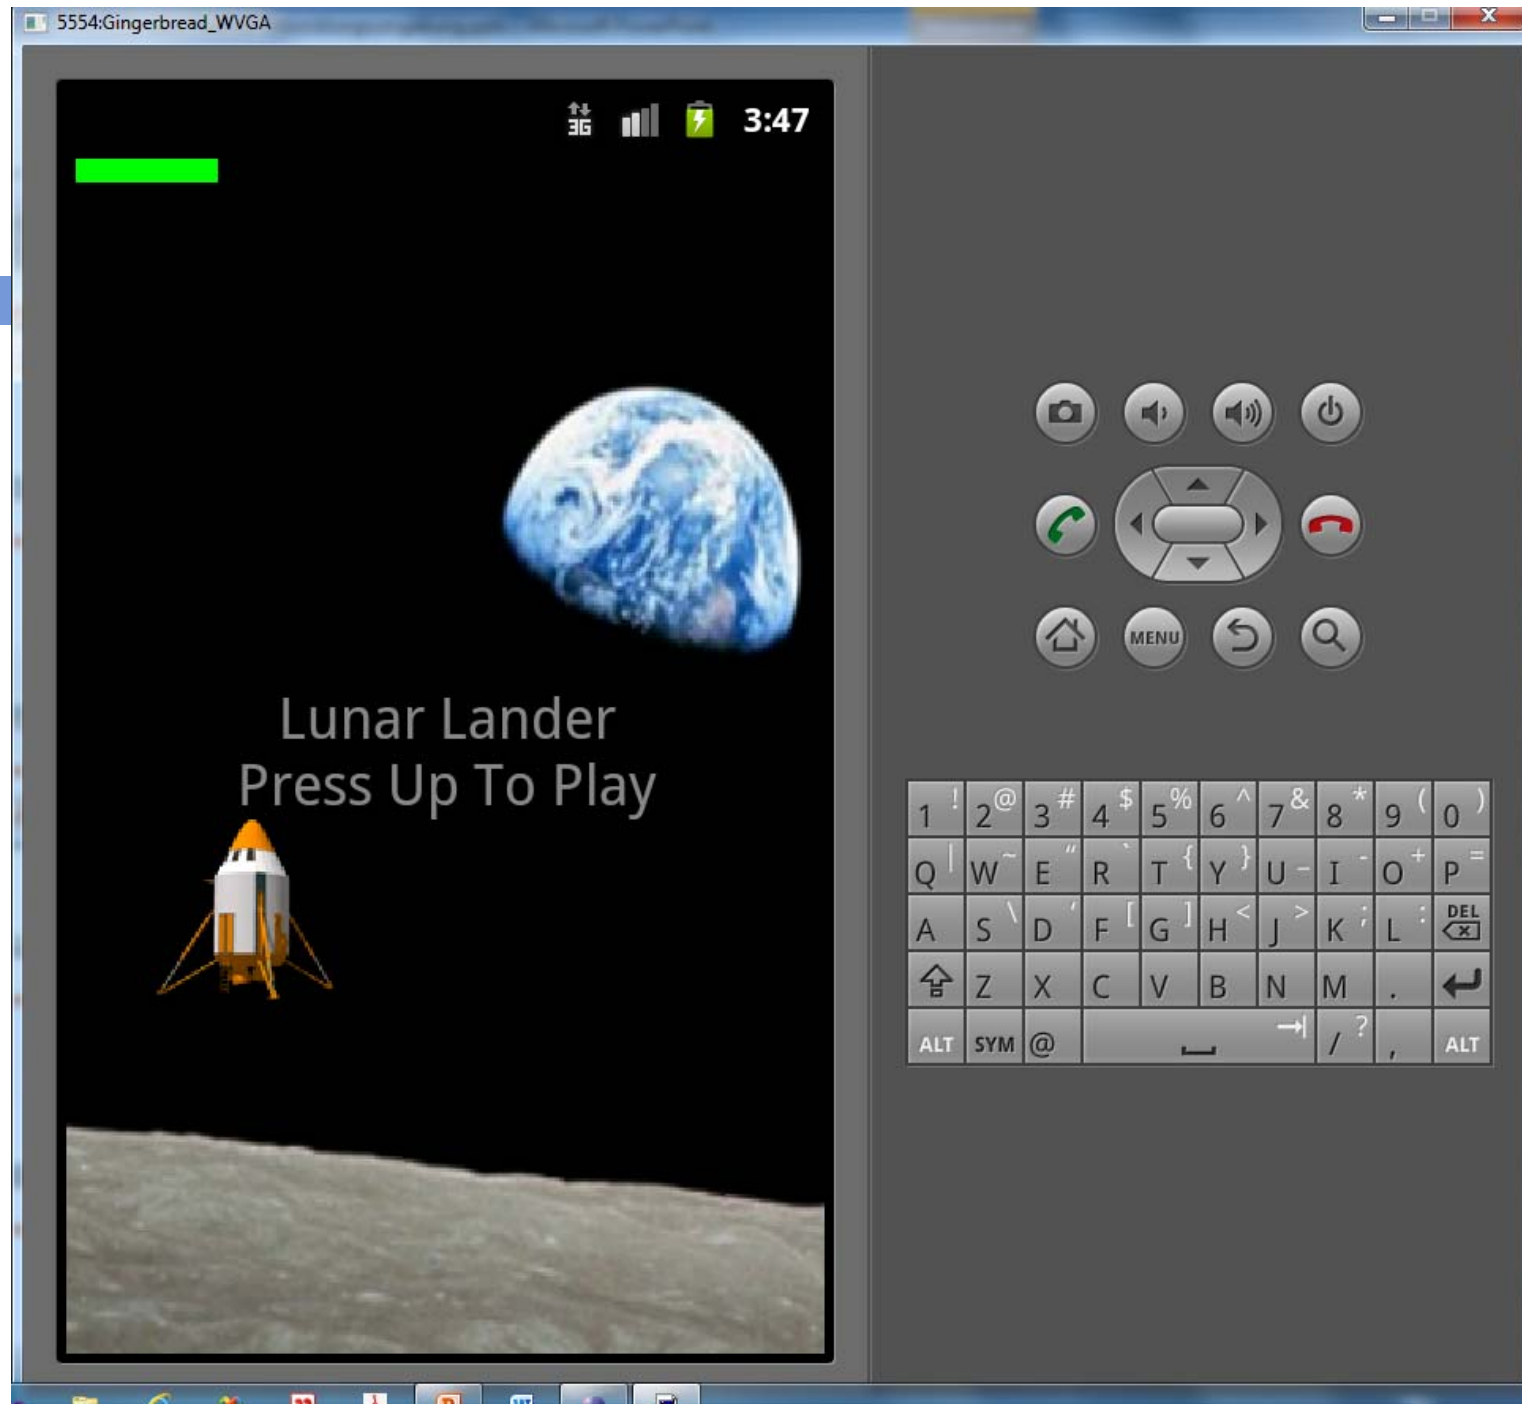 5554:Gingerbread_WVGA
3G 3:47
Lunar Lander
Press Up To Play
MENU
1 ! 2 @ 3 # 4 $ 5 % 6 ^ 7 & 8 * 9 ( 0 )
Q | W ~ E " R ` T { Y } U _ I - O + P =
A S \ D ' F [ G ] H < J > K ; L : DEL
Z X C V B N M .
ALT SYM @ / ? , ALT